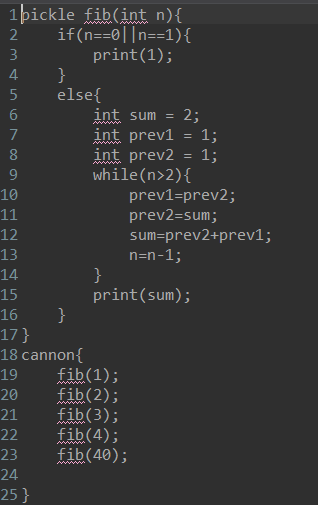 1 pickle fib(int n){
2     if(n==0||n==1){
3         print(1);
4     }
5     else{
6         int sum = 2;
7         int prev1 = 1;
8         int prev2 = 1;
9         while(n>2){
10             prev1=prev2;
11             prev2=sum;
12             sum=prev2+prev1;
13             n=n-1;
14         }
15         print(sum);
16     }
17 }
18 cannon{
19     fib(1);
20     fib(2);
21     fib(3);
22     fib(4);
23     fib(40);
24
25 }